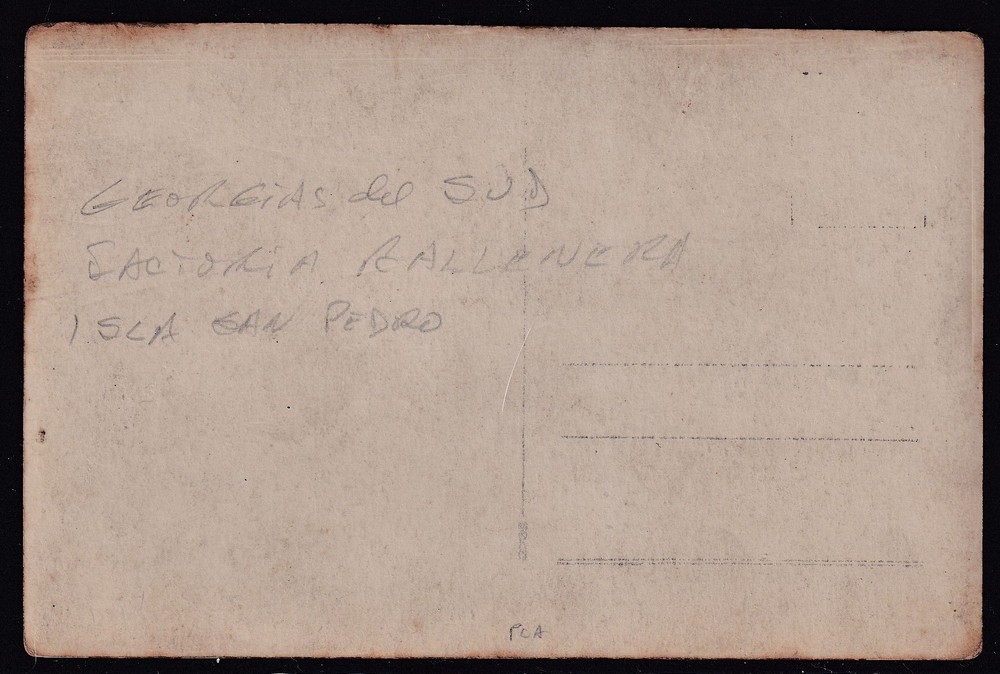 GEORGIAS del SUD
FACTORIA BALLENERA
ISLA SAN PEDRO
PCA